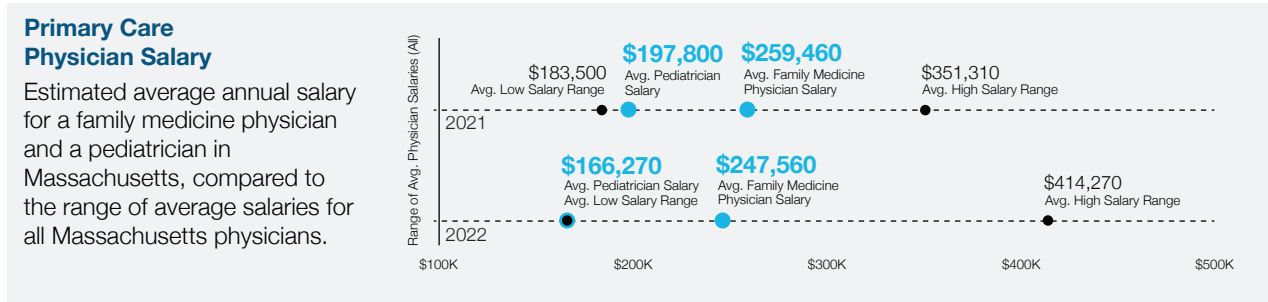 Primary Care
Physician Salary
Estimated average annual salary
for a family medicine physician
and a pediatrician in
Massachusetts, compared to
the range of average salaries for
all Massachusetts physicians.
Range of Avg. Physician Salaries (All)
$183,500
Avg. Low Salary Range
$197,800
Avg. Pediatrician
Salary
$259,460
Avg. Family Medicine
Physician Salary
$351,310
Avg. High Salary Range
2021
$166,270
Avg. Pediatrician Salary
Avg. Low Salary Range
$247,560
Avg. Family Medicine
Physician Salary
$414,270
Avg. High Salary Range
2022
$100K
$200K
$300K
$400K
$500K